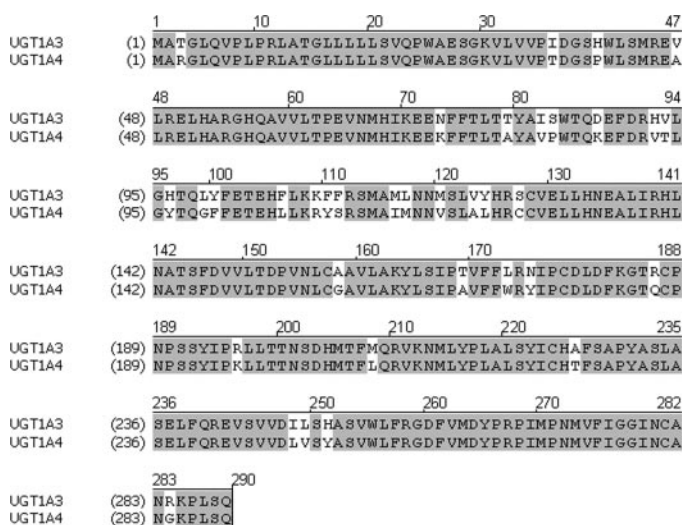 1 10 20 30 47
UGT1A3 (1) MATGLQVPLPRLATGLLLLLSVQPWAESGKVLVVPIDGSHWLSMREV
UGT1A4 (1) MARGLQVPLPRLATGLLLLLSVQPWAESGKVLVVPTDGSPWLSMREA
48 60 70 80 94
UGT1A3 (48) LRELHARGHQAVVLTPEVNMHIKEENFFTLTTYAISWTQDEFDRHVL
UGT1A4 (48) LRELHARGHQAVVLTPEVNMHIKEEKFFTLTAYAVPWTQKEFDRVTL
95 100 110 120 130 141
UGT1A3 (95) GHTQLYFETEHFLKKFFRSMAMLNNMSLVYHRSCVELLHNEALIRHL
UGT1A4 (95) GYTQGFFETEHLLKRYSRSMAIMNNVSLALHRCCVELLHNEALIRHL
142 150 160 170 188
UGT1A3 (142) NATSFDVVLTDPVNLCAAVLAKYLSIPTVFFLRNIPCDLDFKGTRCP
UGT1A4 (142) NATSFDVVLTDPVNLCGAVLAKYLSIPAVFFWRYIPCDLDFKGTQCP
189 200 210 220 235
UGT1A3 (189) NPSSYIPRLLTTNSDHMTFMQRVKNMLYPLALSYICHAFSAPYASLA
UGT1A4 (189) NPSSYIPKLLTTNSDHMTFLQRVKNMLYPLALSYICHTFSAPYASLA
236 250 260 270 282
UGT1A3 (236) SELFQREVSVVDILSHASVWLFRGDFVMDYPRPIMPNMVFIGGINCA
UGT1A4 (236) SELFQREVSVVDLVSYASVWLFRGDFVMDYPRPIMPNMVFIGGINCA
283 290
UGT1A3 (283) NRKPLSQ
UGT1A4 (283) NGKPLSQ